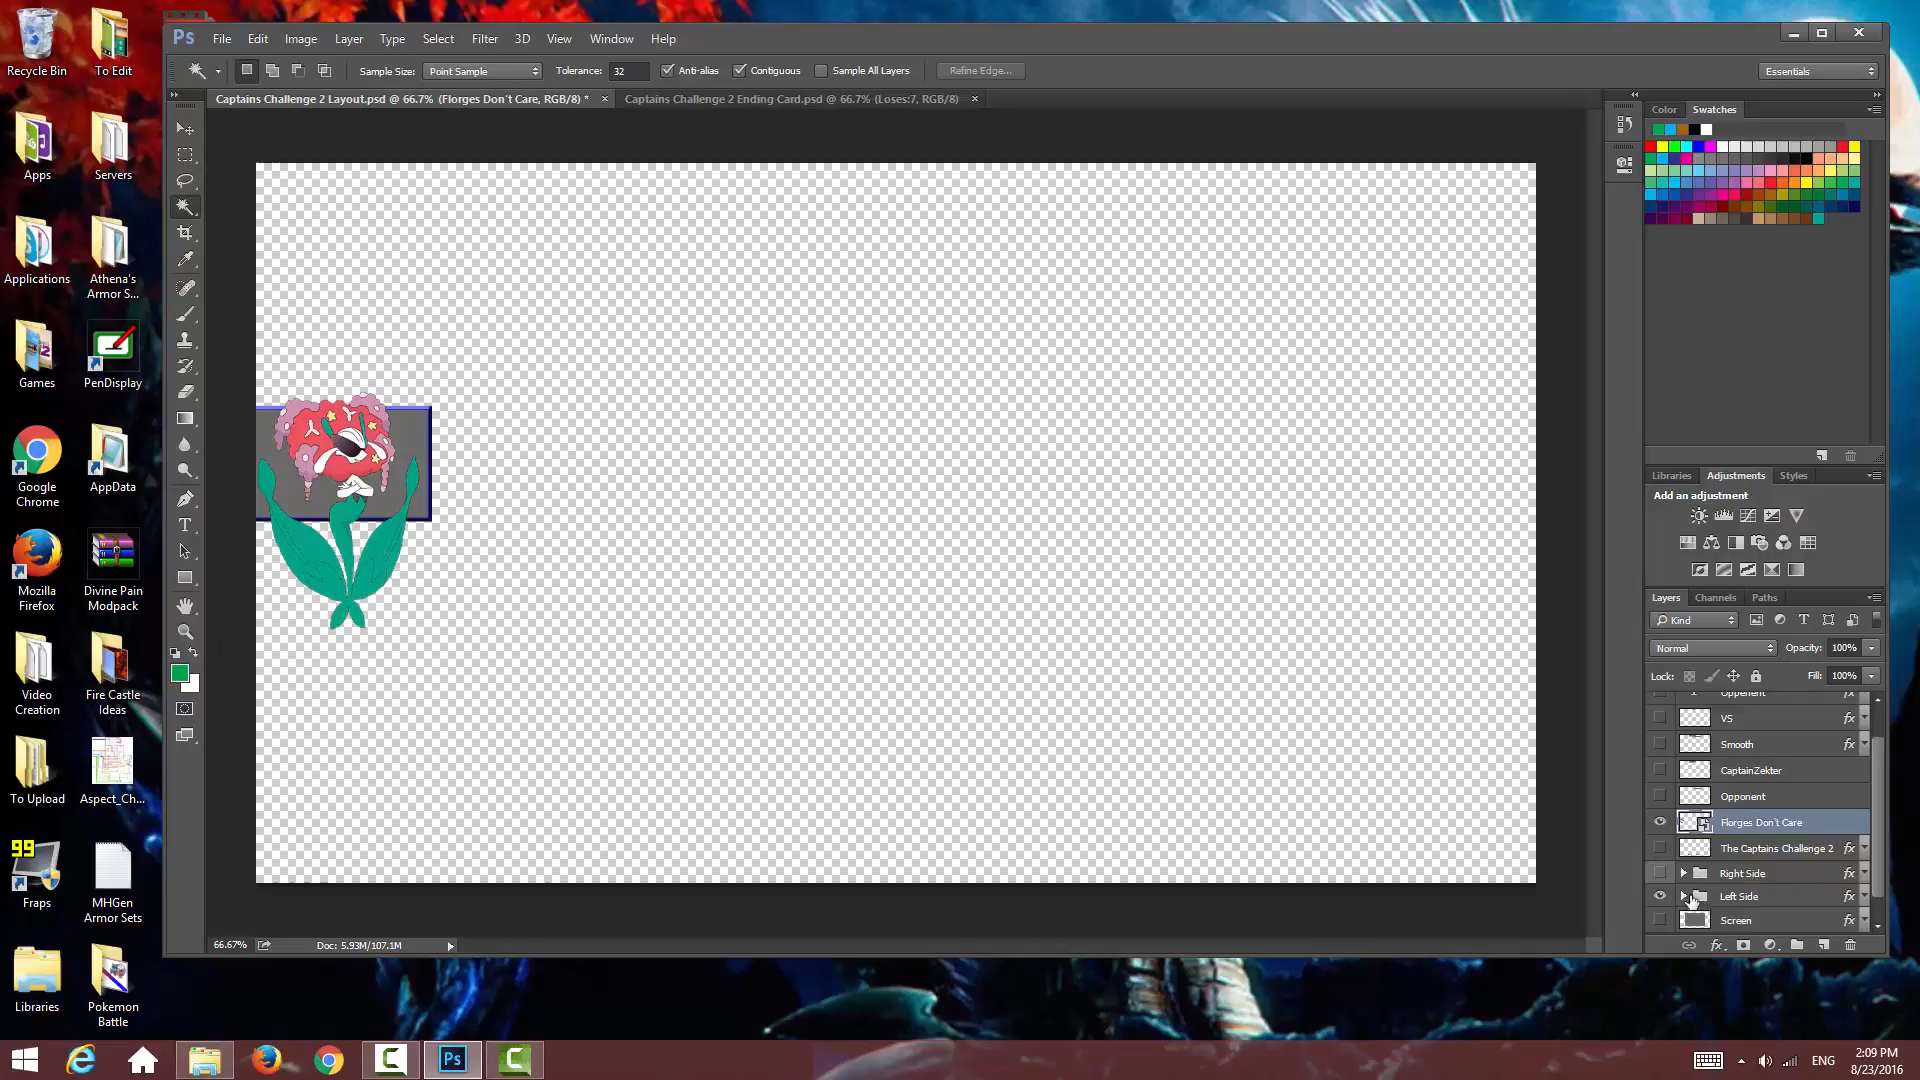 Recycle Bin
To Edit
Apps
Servers
Applications
Athena's
Armor S...
Games
PenDisplay
Google
Chrome
AppData
Mozilla
Firefox
Divine Pain
Modpack
Video
Creation
Fire Castle
Ideas
To Upload
Aspect_Ch...
99
Fraps
MHGen
Armor Sets
Libraries
Pokemon
Battle
Ps
File
Edit
Image
Layer
Type
Select
Filter
3D
View
Window
Help
Sample Size:
Point Sample
Tolerance:
32
Anti-alias
Contiguous
Sample All Layers
Refine Edge...
Essentials
Captains Challenge 2 Layout.psd @ 66.7% (Florges Don't Care, RGB/8) *
Captains Challenge 2 Ending Card.psd @ 66.7% (Loses:7, RGB/8)
Color
Swatches
Libraries
Adjustments
Styles
Add an adjustment
Layers
Channels
Paths
Kind
Normal
Opacity:
100%
Lock:
Fill:
100%
Opponent
VS
Smooth
CaptainZekter
Opponent
Florges Don't Care
The Captains Challenge 2
Right Side
Left Side
Screen
66.67%
Doc: 5.93M/107.1M
Ps
ENG
2:09 PM
8/23/2016